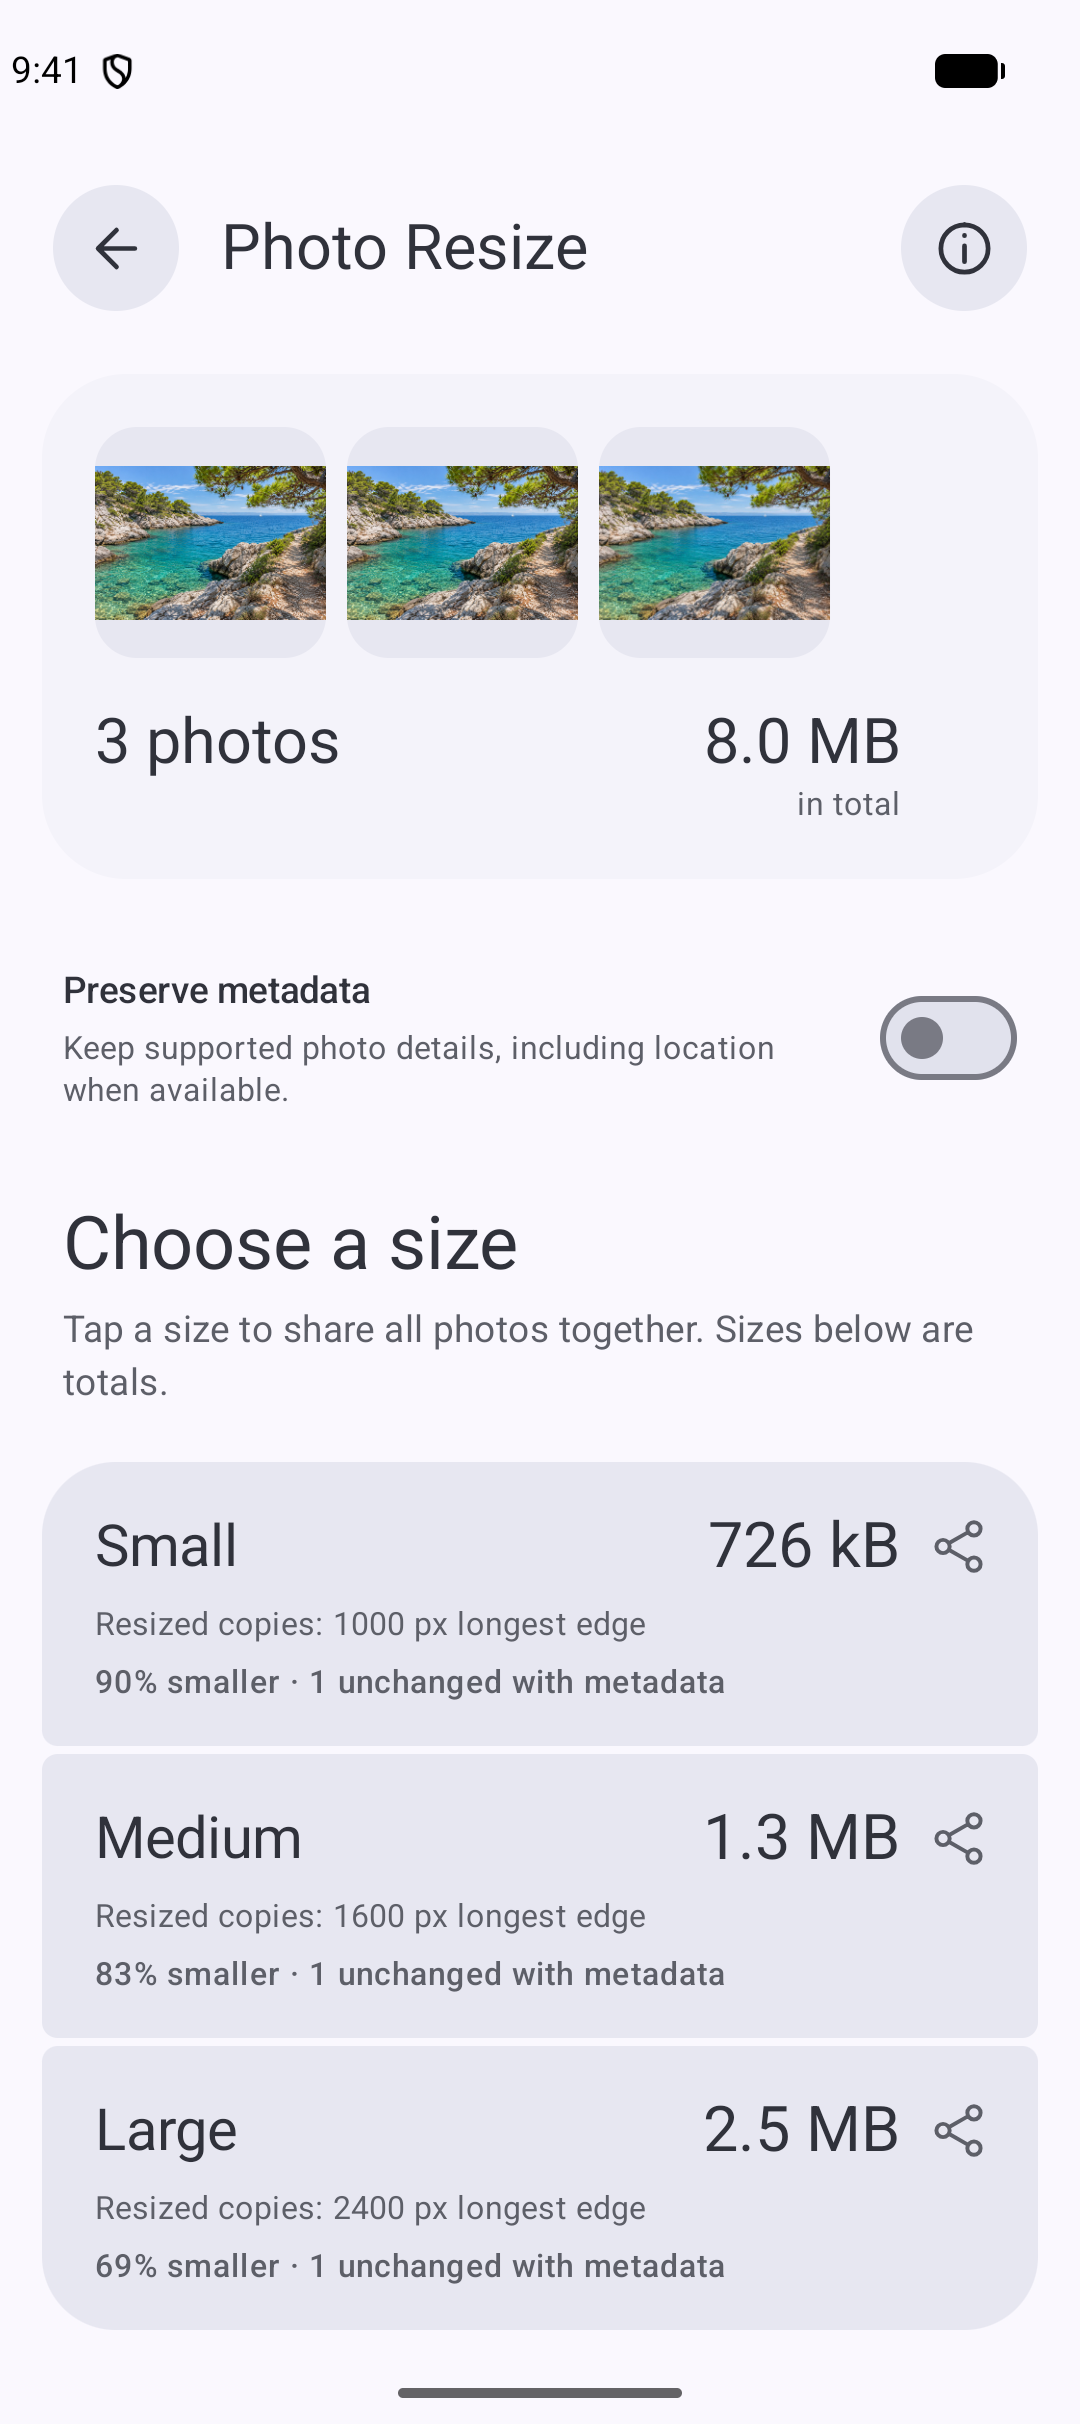 9:41
Photo Resize
3 photos
8.0 MB
in total
Preserve metadata
Keep supported photo details, including location
when available.
Choose a size
Tap a size to share all photos together. Sizes below are
totals.
Small
726 kB
Resized copies: 1000 px longest edge
90% smaller · 1 unchanged with metadata
Medium
1.3 MB
Resized copies: 1600 px longest edge
83% smaller · 1 unchanged with metadata
Large
2.5 MB
Resized copies: 2400 px longest edge
69% smaller · 1 unchanged with metadata